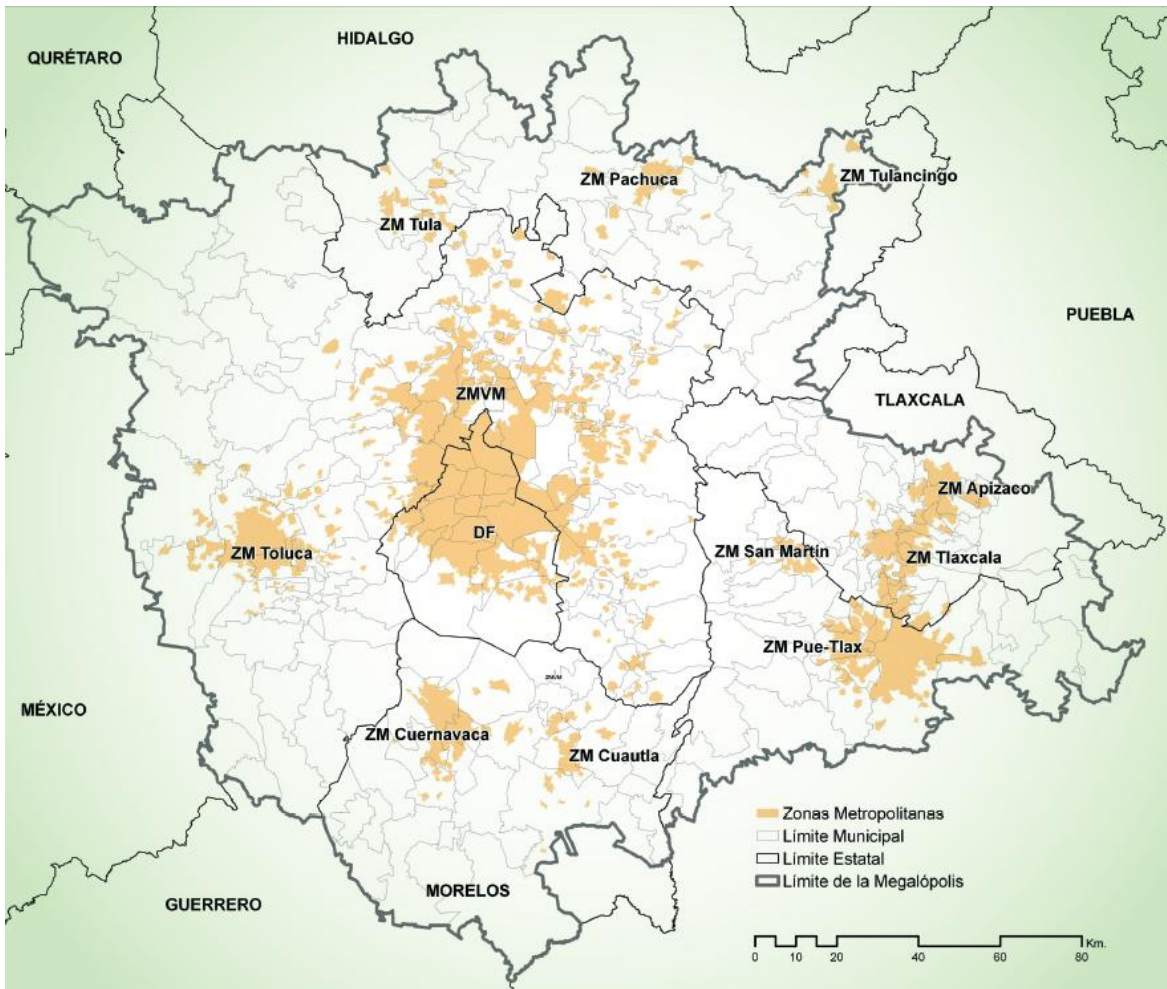 HIDALGO
QURÉTARO
ZM Pachuca
ZM Tulancingo
ZM Tula
PUEBLA
ZMVM
TLAXCALA
ZM Apizaco
DF
ZM Toluca
ZM San Martín
ZM Tlaxcala
ZM Pue-Tlax
ZMVM
MÉXICO
ZM Cuernavaca
ZM Cuautla
Zonas Metropolitanas
Límite Municipal
Límite Estatal
Límite de la Megalópolis
MORELOS
GUERRERO
Km.
0 10 20 40 60 80